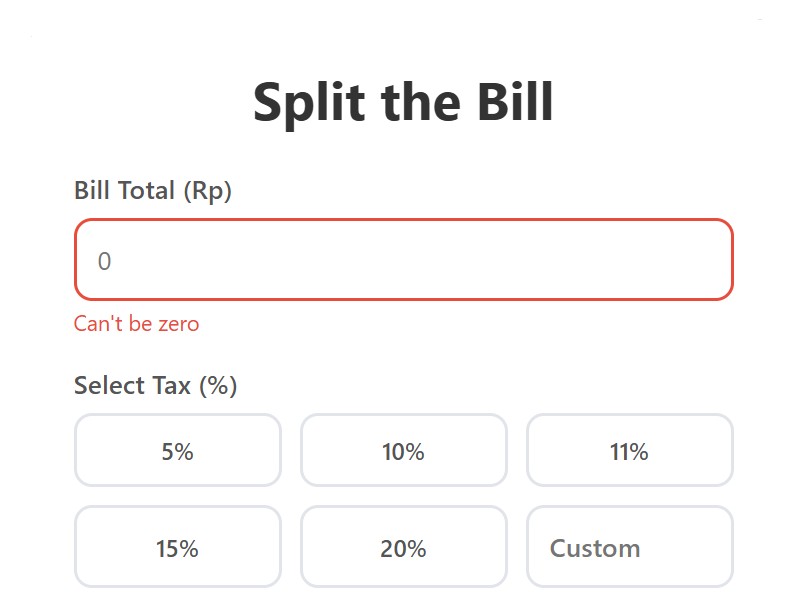 Split the Bill
Bill Total (Rp)
0
Can't be zero
Select Tax (%)
5% 10% 11%
15% 20% Custom